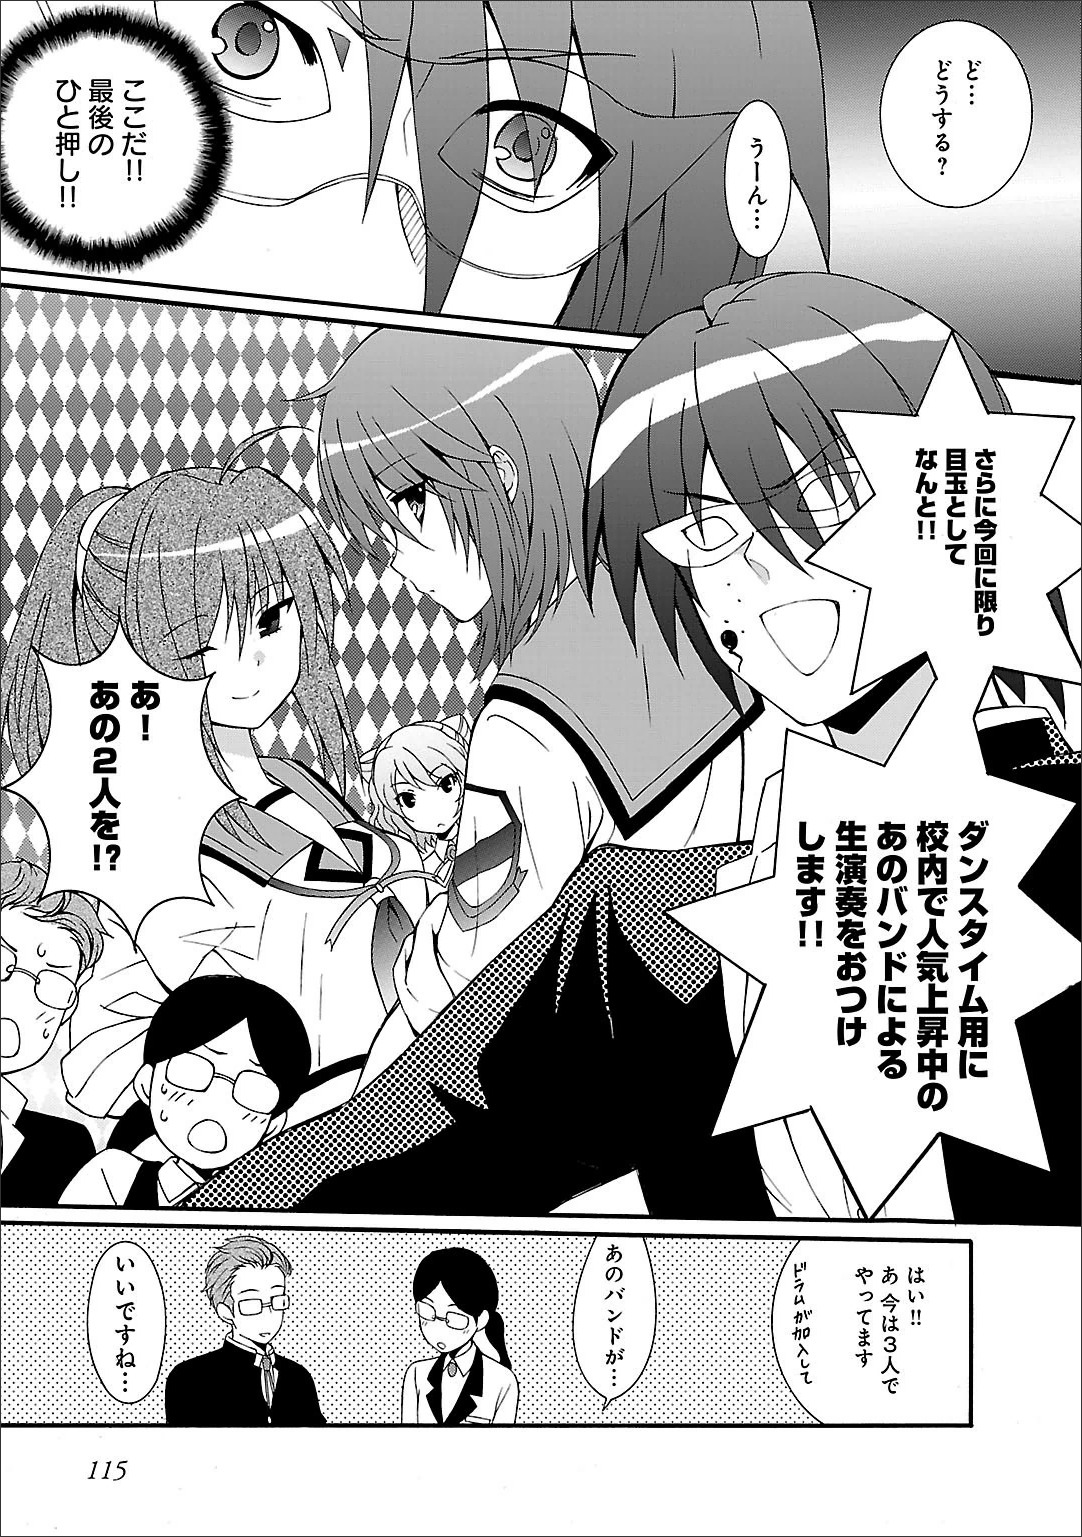 ど…
どうする？
うーん…
ここだ!!
最後の
ひと押し!!
さらに今回に限り
目玉として
なんと!!
ダンスタイム用に
校内で人気上昇中の
あのバンドによる
生演奏をおつけ
します!!
あ！
あの2人を!?
はい!!
あ 今は3人で
やってます
ドラムが加入して
あのバンドが…
いいですね…
115